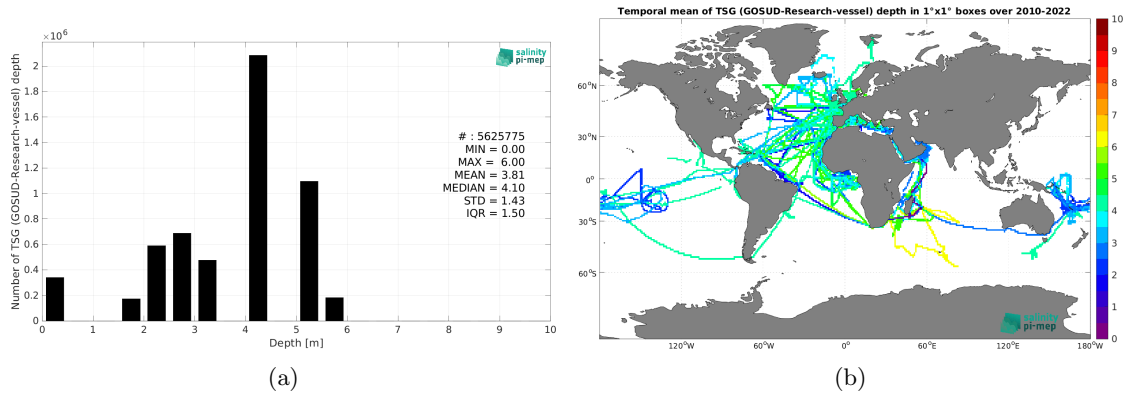 ×10⁶
2
1.8
1.6
1.4
1.2
1
0.8
0.6
0.4
0.2
0
Number of TSG (GOSUD-Research-vessel) depth
salinity
pi-mep
# : 5625775
MIN = 0.00
MAX = 6.00
MEAN = 3.81
MEDIAN = 4.10
STD = 1.43
IQR = 1.50
0 1 2 3 4 5 6 7 8 9 10
Depth [m]
(a)
Temporal mean of TSG (GOSUD-Research-vessel) depth in 1°x1° boxes over 2010-2022
60°N
30°N
0°
30°S
60°S
120°W 60°W 0° 60°E 120°E 180°W
salinity
pi-mep
10
9
8
7
6
5
4
3
2
1
0
(b)